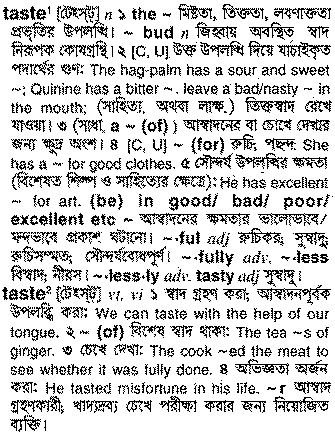 taste¹ [টেইস্ট্] n ১ the ~ মিষ্টতা, তিক্ততা, লবণাক্ততা
প্রভৃতির উপলব্ধি। ~ bud n জিহ্বায় অবস্থিত স্বাদ
নিরূপক কোষগ্রন্থি। ২ [C, U] উক্ত উপলব্ধি দিয়ে যাচাইকৃত
পদার্থের গুণ: The hag-palm has a sour and sweet
~; Quinine has a bitter ~. leave a bad/nasty ~ in
the mouth; (সাহিত্য, অথবা লাক্ষ.) তিক্তস্বাদ রেখে
যাওয়া। ৩ (সাধা, a ~ (of) ) আস্বাদনের বা চেখে দেখার
জন্য ক্ষুদ্র অংশ। ৪ [C, U] ~ (for) রুচি; পছন্দ: She
has a ~ for good clothes. ৫ সৌন্দর্য উপলব্ধির ক্ষমতা
(বিশেষত শিল্প ও সাহিত্যের ক্ষেত্রে): He has excellent
~ for art. (be) in good/ bad/ poor/
excellent etc ~ আস্বাদনের ক্ষমতার ভালোভাবে/
মন্দভাবে প্রকাশ ঘটানো। ~·ful adj রুচিকর; সুস্বাদু;
রুচিসম্মত; সৌন্দর্যবোধপূর্ণ। ~·fully adv. ~·less
বিস্বাদ; নীরস। ~·less·ly adv. tasty adj সুস্বাদু।
taste² [টেইস্ট্] vt, vi ১ স্বাদ গ্রহণ করা; আস্বাদনপূর্বক
উপলব্ধি করা: We can taste with the help of our
tongue. ২ ~ (of) বিশেষ স্বাদ থাকা: The tea ~s of
ginger. ৩ চেখে দেখা: The cook ~ed the meat to
see whether it was fully done. ৪ অভিজ্ঞতা অর্জন
করা: He tasted misfortune in his life. ~r আস্বাদ
গ্রহণকারী; খাদ্যদ্রব্য চেখে পরীক্ষা করার জন্য নিয়োজিত
ব্যক্তি।